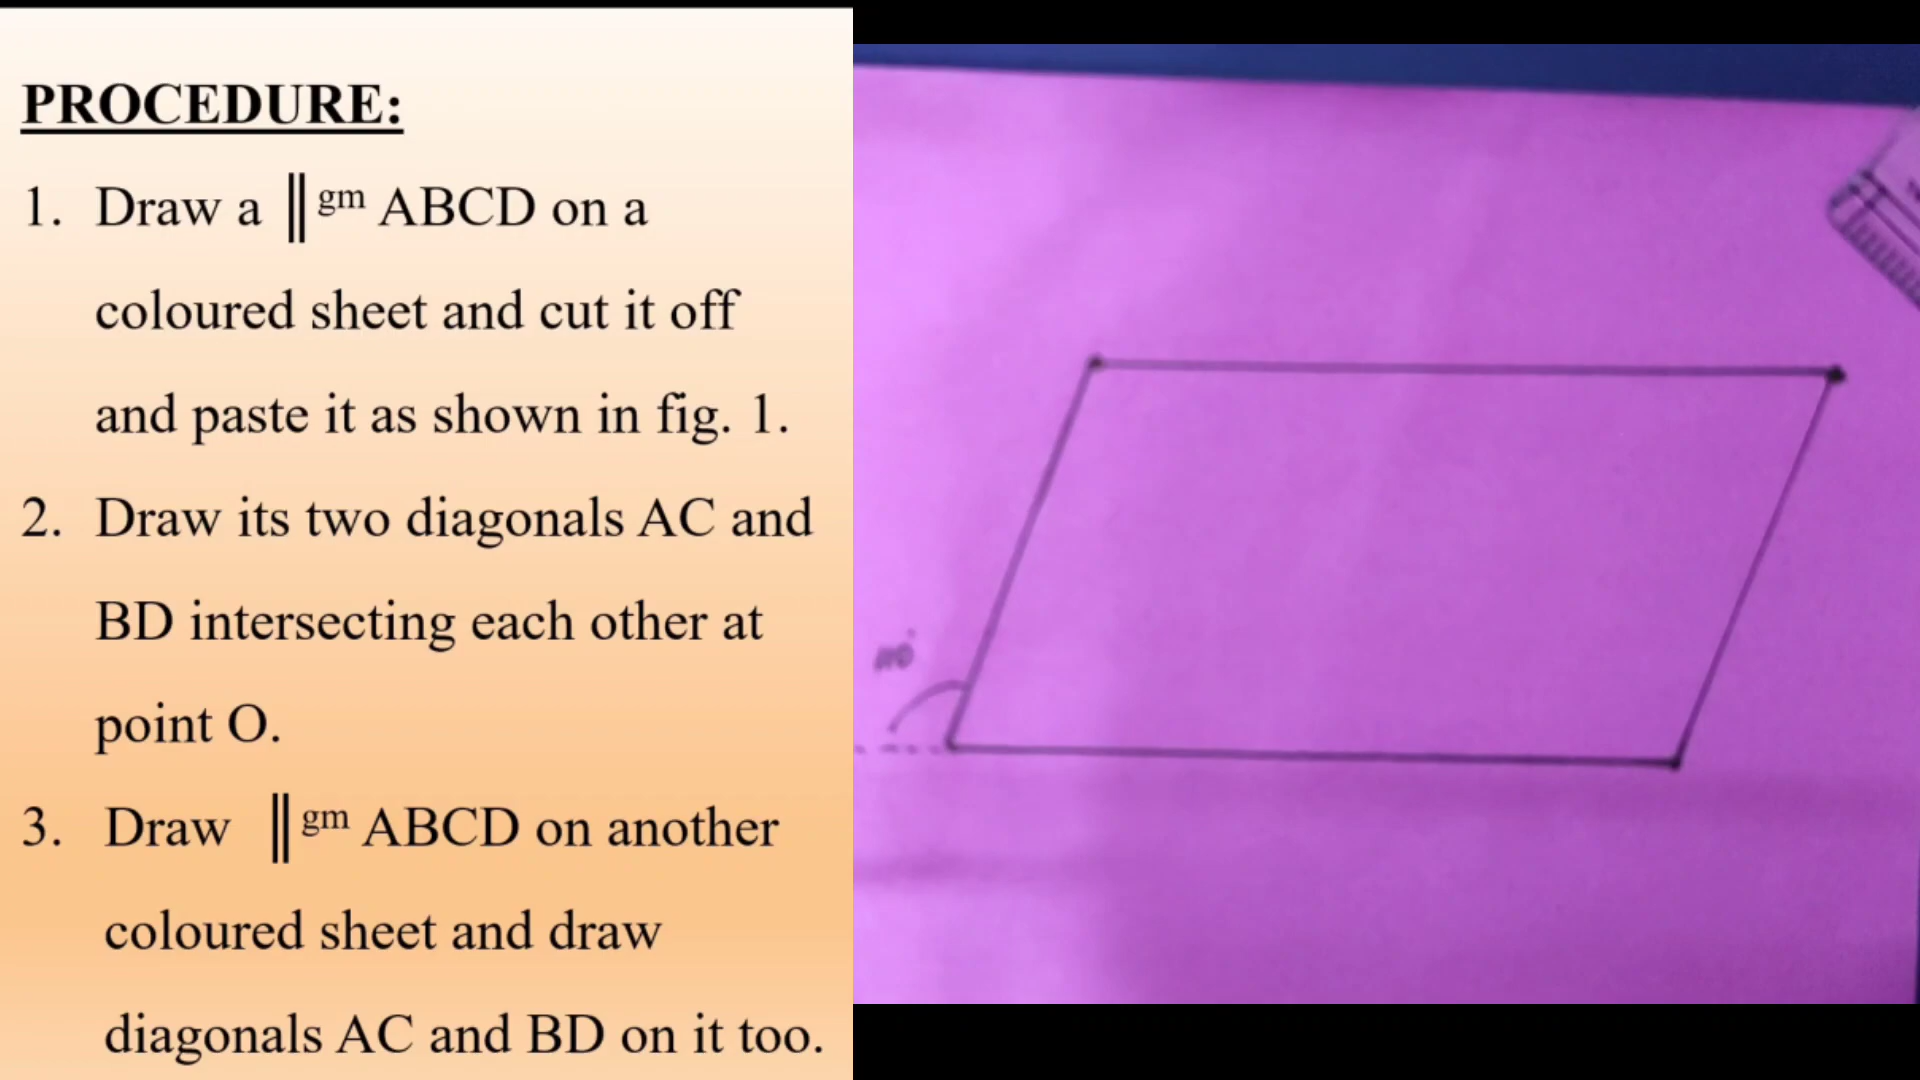 PROCEDURE:
1. Draw a ||gm ABCD on a
coloured sheet and cut it off
and paste it as shown in fig. 1.
2. Draw its two diagonals AC and
BD intersecting each other at
point O.
3. Draw ||gm ABCD on another
coloured sheet and draw
diagonals AC and BD on it too.